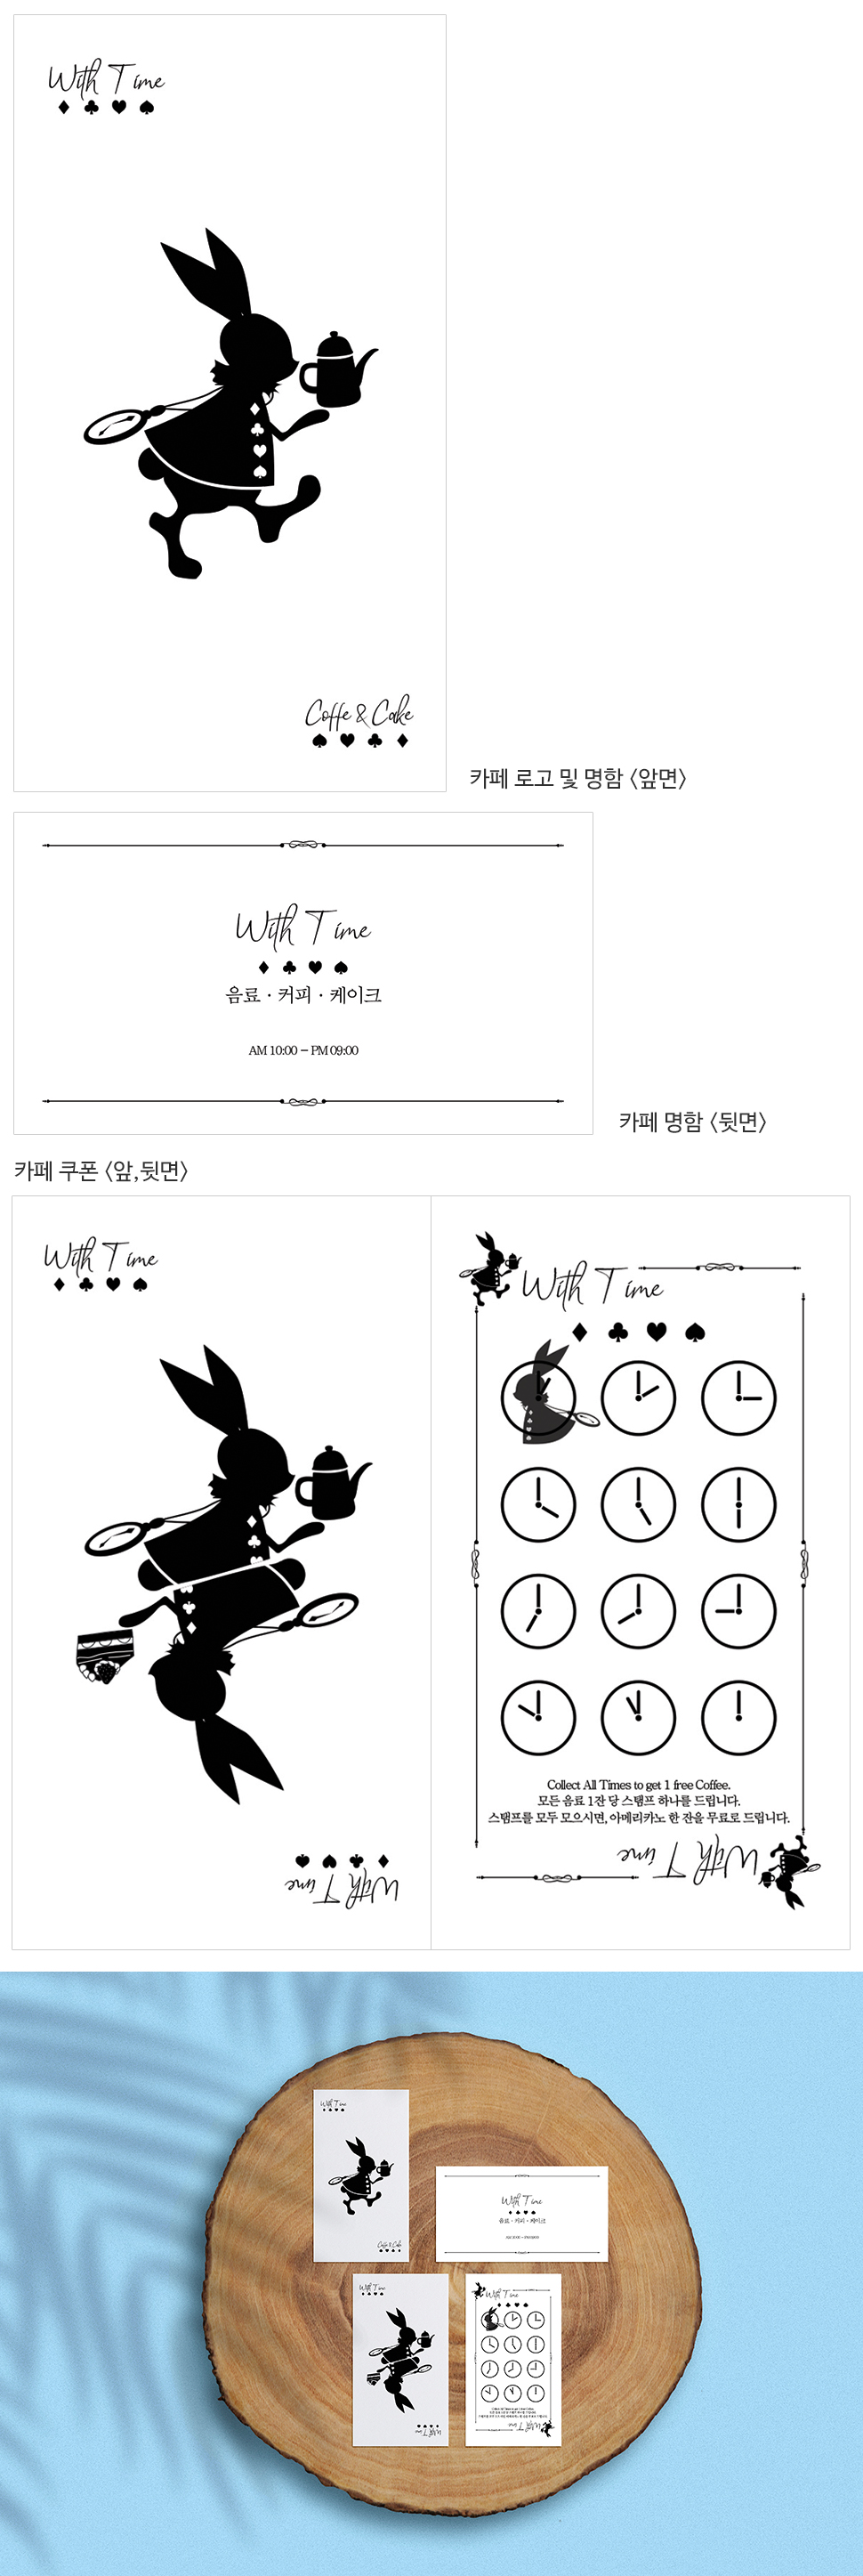 With Time
Coffe & Cake
카페 로고 및 명함 <앞면>
With Time
음료 · 커피 · 케이크
AM 10:00 - PM 09:00
카페 명함 <뒷면>
카페 쿠폰 <앞,뒷면>
With Time
With Time
With Time
Collect All Times to get 1 free Coffee.
모든 음료 1잔 당 스탬프 하나를 드립니다.
스탬프를 모두 모으시면, 아메리카노 한 잔을 무료로 드립니다.
With Time
With Time
Coffe & Cake
With Time
음료 · 커피 · 케이크
With Time
With Time
With Time
With Time